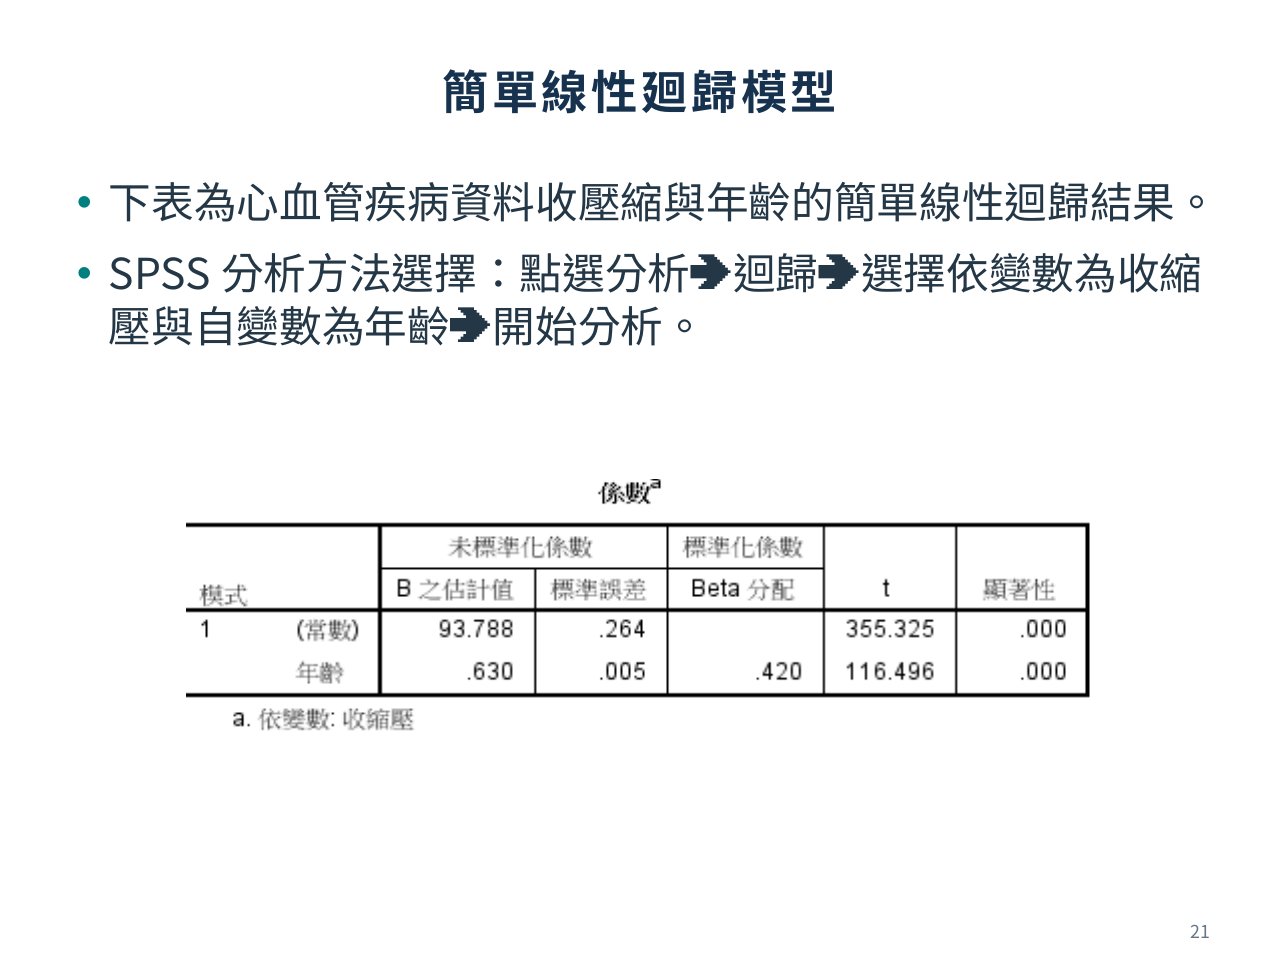 簡單線性迴歸模型
• 下表為心血管疾病資料收壓縮與年齡的簡單線性迴歸結果。
• SPSS 分析方法選擇：點選分析🡺迴歸🡺選擇依變數為收縮
壓與自變數為年齡🡺開始分析。
係數a
未標準化係數 標準化係數
模式 B 之估計值 標準誤差 Beta 分配 t 顯著性
1 (常數) 93.788 .264 355.325 .000
年齡 .630 .005 .420 116.496 .000
a. 依變數: 收縮壓
21